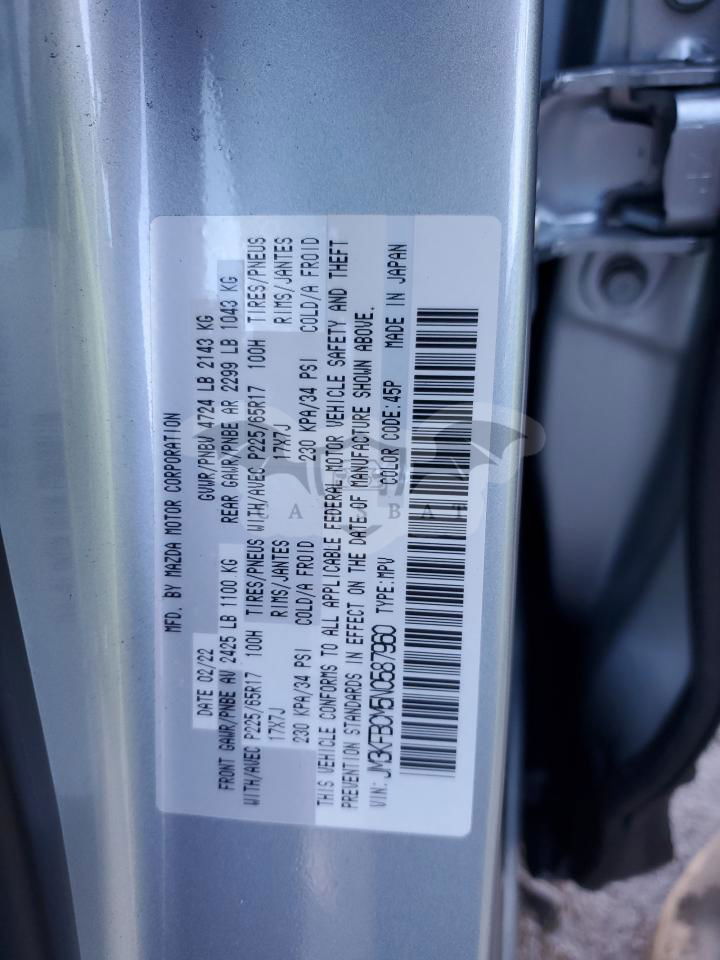 MFD. BY MAZDA MOTOR CORPORATION
DATE 02/22 GVWR/PNBV 4724 LB 2143 KG
FRONT GAWR/PNBE AV 2425 LB 1100 KG REAR GAWR/PNBE AR 2299 LB 1043 KG
WITH/AVEC P225/65R17 100H TIRES/PNEUS WITH/AVEC P225/65R17 100H TIRES/PNEUS
17X7J RIMS/JANTES 17X7J RIMS/JANTES
230 KPA/34 PSI COLD/A FROID 230 KPA/34 PSI COLD/A FROID
THIS VEHICLE CONFORMS TO ALL APPLICABLE FEDERAL MOTOR VEHICLE SAFETY AND THEFT
PREVENTION STANDARDS IN EFFECT ON THE DATE OF MANUFACTURE SHOWN ABOVE.
VIN: JM3KFBCM5N0587960 TYPE:MPV COLOR CODE:45P MADE IN JAPAN